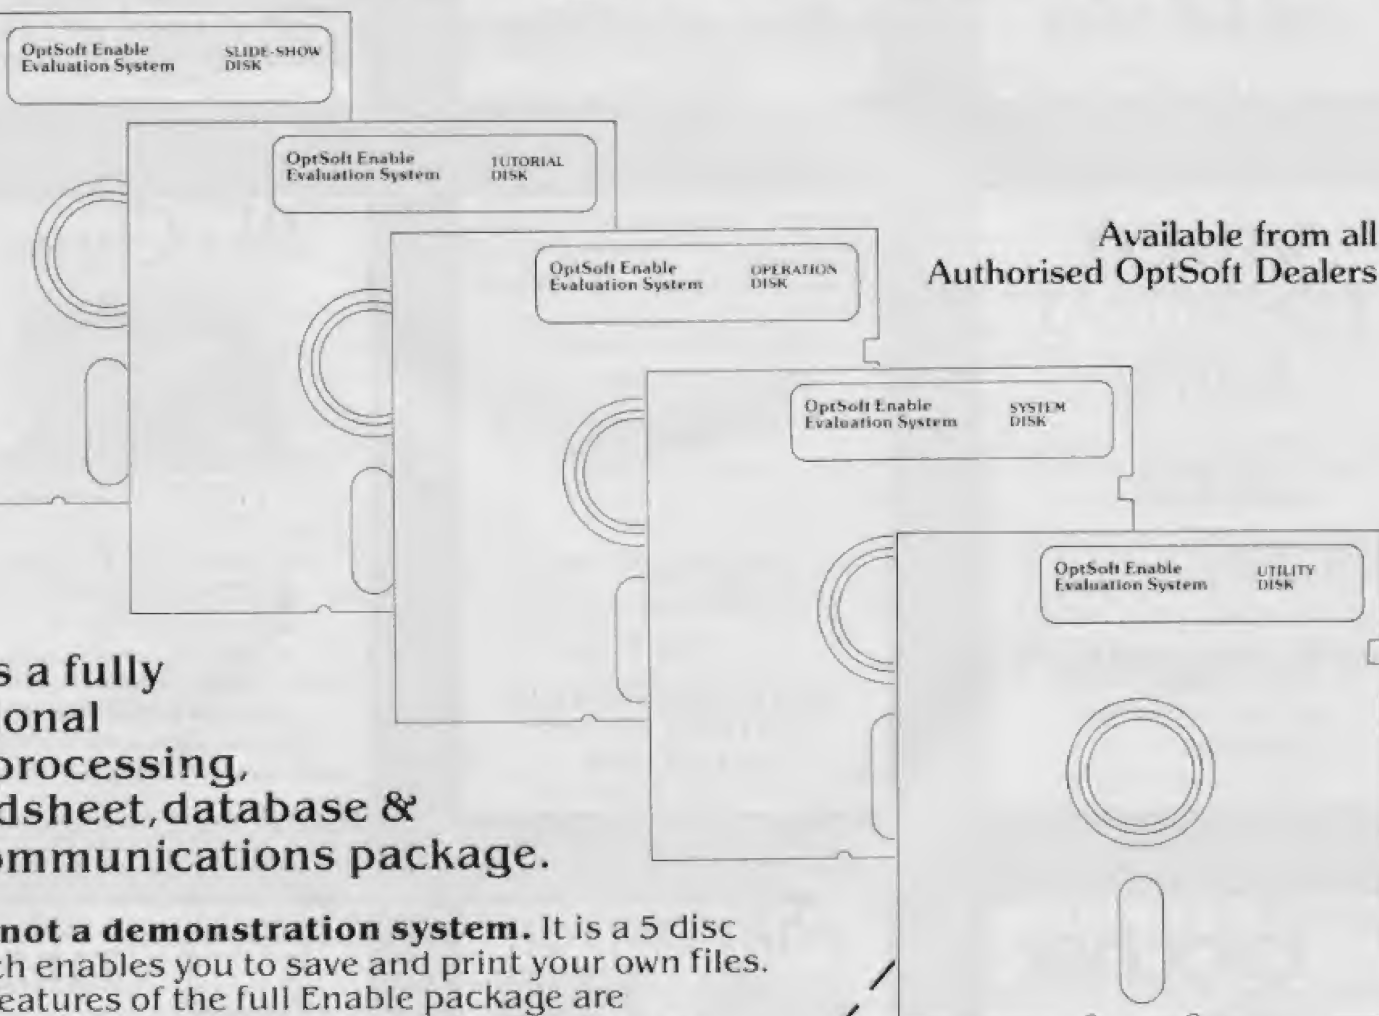 OptSoft Enable SLIDE-SHOW
Evaluation System DISK
OptSoft Enable TUTORIAL
Evaluation System DISK
OptSoft Enable OPERATION
Evaluation System DISK
Available from all
Authorised OptSoft Dealers
OptSoft Enable SYSTEM
Evaluation System DISK
OptSoft Enable UTILITY
Evaluation System DISK
s a fully
onal
processing,
dsheet, database &
ommunications package.
not a demonstration system. It is a 5 disc
ch enables you to save and print your own files.
eatures of the full Enable package are